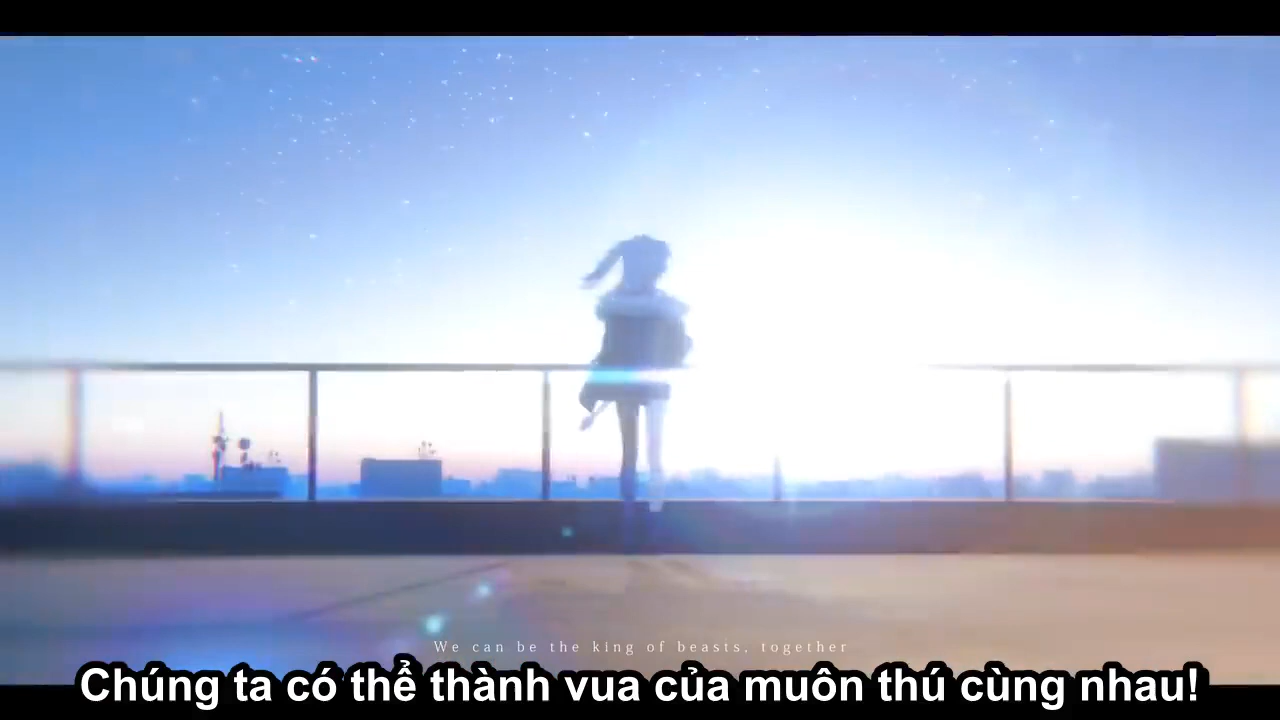 We can be the king of beasts, together
Chúng ta có thể thành vua của muôn thú cùng nhau!